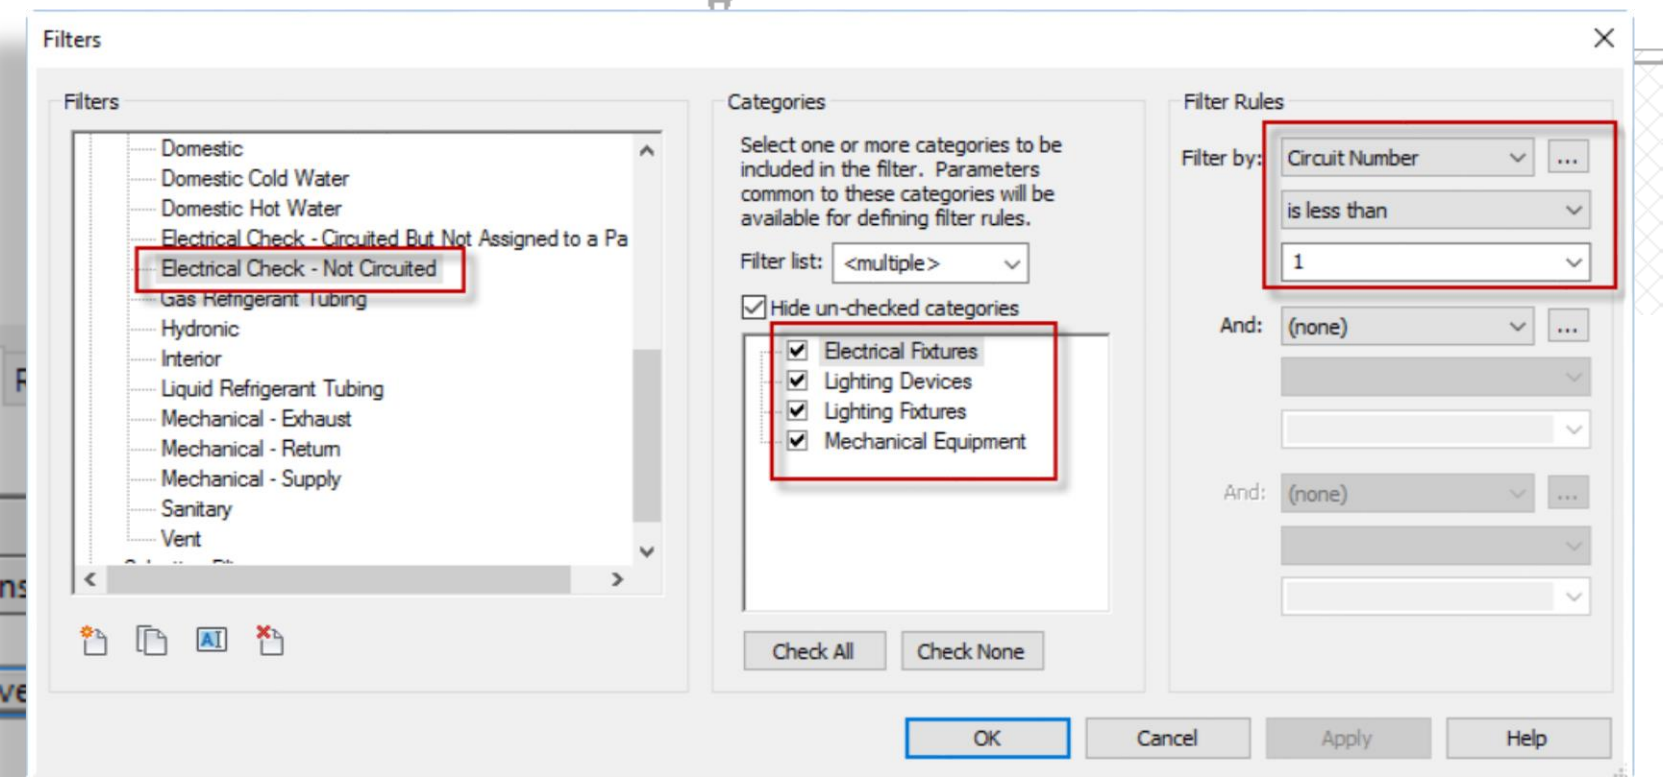 Filters
Filters
Domestic
Domestic Cold Water
Domestic Hot Water
Electrical Check - Circuited But Not Assigned to a Pa
Electrical Check - Not Circuited
Gas Refrigerant Tubing
Hydronic
Interior
Liquid Refrigerant Tubing
Mechanical - Exhaust
Mechanical - Return
Mechanical - Supply
Sanitary
Vent
Categories
Select one or more categories to be
included in the filter. Parameters
common to these categories will be
available for defining filter rules.
Filter list: <multiple>
Hide un-checked categories
Electrical Fixtures
Lighting Devices
Lighting Fixtures
Mechanical Equipment
Check All Check None
Filter Rules
Filter by: Circuit Number ...
is less than
1
And: (none) ...
And: (none) ...
OK Cancel Apply Help